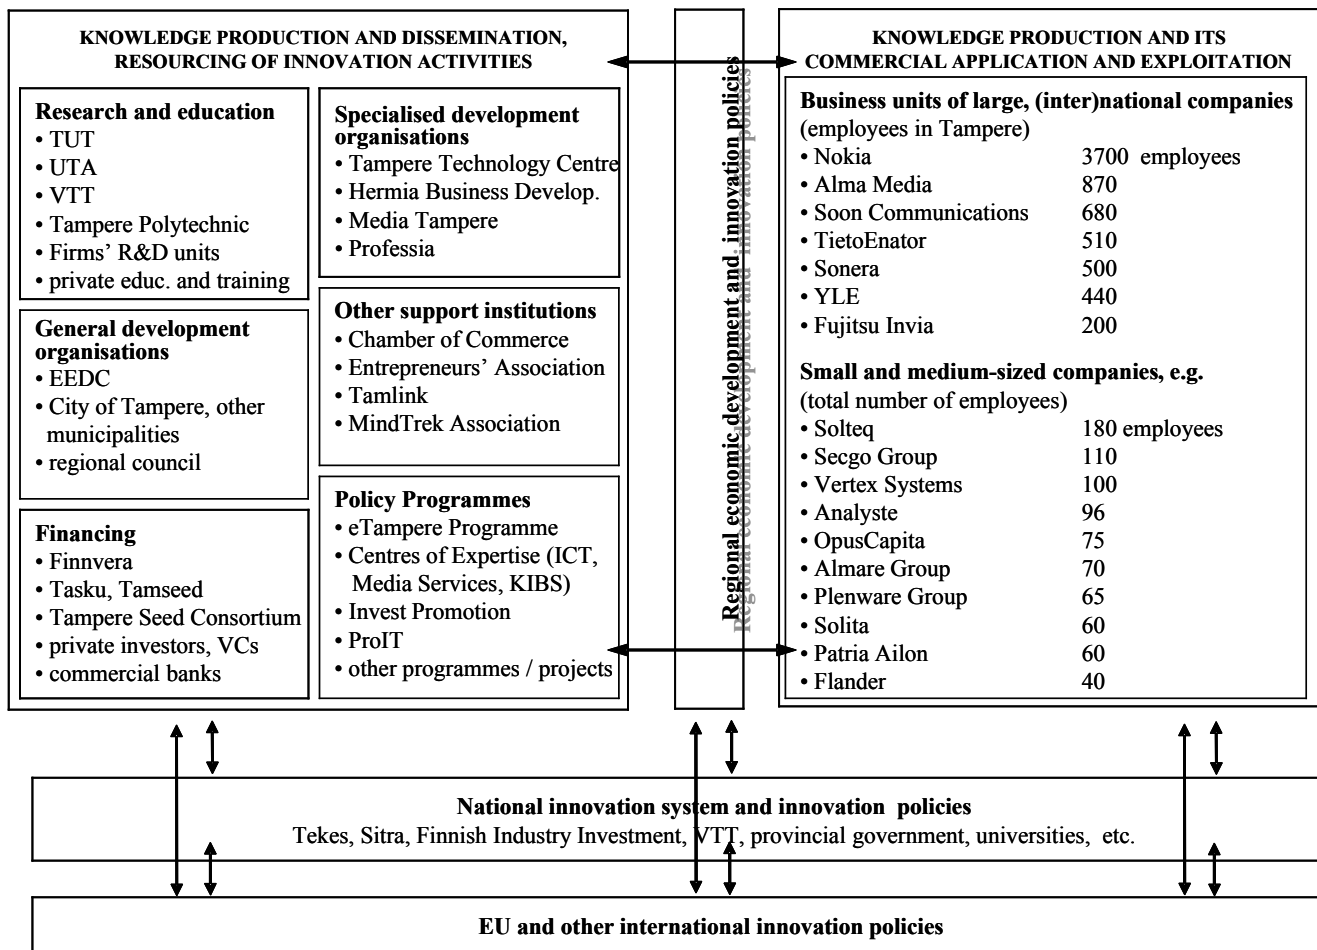 KNOWLEDGE PRODUCTION AND DISSEMINATION,
RESOURCING OF INNOVATION ACTIVITIES
Research and education
• TUT
• UTA
• VTT
• Tampere Polytechnic
• Firms’ R&D units
• private educ. and training
General development
organisations
• EEDC
• City of Tampere, other
municipalities
• regional council
Financing
• Finnvera
• Tasku, Tamseed
• Tampere Seed Consortium
• private investors, VCs
• commercial banks
Specialised development
organisations
• Tampere Technology Centre
• Hermia Business Develop.
• Media Tampere
• Professia
Other support institutions
• Chamber of Commerce
• Entrepreneurs’ Association
• Tamlink
• MindTrek Association
Policy Programmes
• eTampere Programme
• Centres of Expertise (ICT,
Media Services, KIBS)
• Invest Promotion
• ProIT
• other programmes / projects
Regional economic development and innovation policies
KNOWLEDGE PRODUCTION AND ITS
COMMERCIAL APPLICATION AND EXPLOITATION
Business units of large, (inter)national companies
(employees in Tampere)
• Nokia 3700 employees
• Alma Media 870
• Soon Communications 680
• TietoEnator 510
• Sonera 500
• YLE 440
• Fujitsu Invia 200
Small and medium-sized companies, e.g.
(total number of employees)
• Solteq 180 employees
• Secgo Group 110
• Vertex Systems 100
• Analyste 96
• OpusCapita 75
• Almare Group 70
• Plenware Group 65
• Solita 60
• Patria Ailon 60
• Flander 40
National innovation system and innovation policies
Tekes, Sitra, Finnish Industry Investment, VTT, provincial government, universities, etc.
EU and other international innovation policies